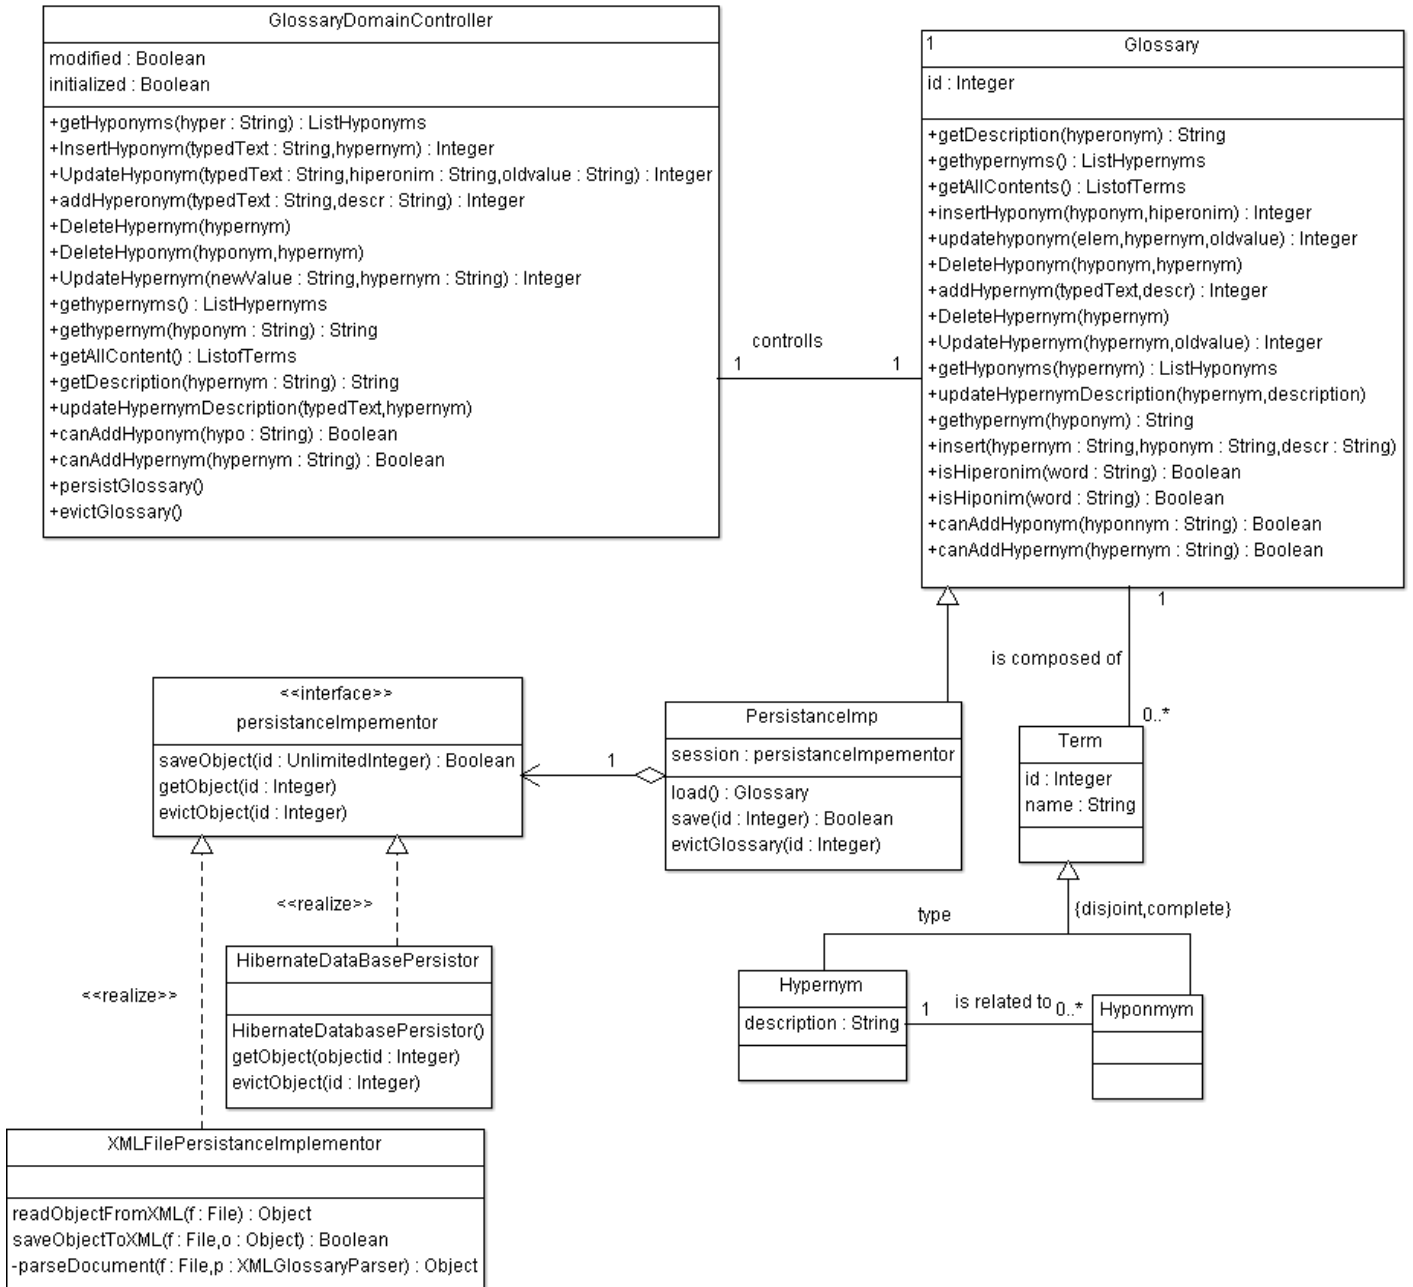 GlossaryDomainController
modified : Boolean
initialized : Boolean
+getHyponyms(hyper : String) : ListHyponyms
+InsertHyponym(typedText : String,hypernym) : Integer
+UpdateHyponym(typedText : String,hiperonim : String,oldvalue : String) : Integer
+addHyperonym(typedText : String,descr : String) : Integer
+DeleteHypernym(hypernym)
+DeleteHyponym(hyponym,hypernym)
+UpdateHypernym(newValue : String,hypernym : String) : Integer
+gethypernyms() : ListHypernyms
+gethypernym(hyponym : String) : String
+getAllContent() : ListofTerms
+getDescription(hypernym : String) : String
+updateHypernymDescription(typedText,hypernym)
+canAddHyponym(hypo : String) : Boolean
+canAddHypernym(hypernym : String) : Boolean
+persistGlossary()
+evictGlossary()
controlls
1
1
1
Glossary
id : Integer
+getDescription(hyperonym) : String
+gethypernyms() : ListHypernyms
+getAllContents() : ListofTerms
+insertHyponym(hyponym,hiperonim) : Integer
+updatehyponym(elem,hypernym,oldvalue) : Integer
+DeleteHyponym(hyponym,hypernym)
+addHypernym(typedText,descr) : Integer
+DeleteHypernym(hypernym)
+UpdateHypernym(hypernym,oldvalue) : Integer
+getHyponyms(hypernym) : ListHyponyms
+updateHypernymDescription(hypernym,description)
+gethypernym(hyponym) : String
+insert(hypernym : String,hyponym : String,descr : String)
+isHiperonim(word : String) : Boolean
+isHiponim(word : String) : Boolean
+canAddHyponym(hyponnym : String) : Boolean
+canAddHypernym(hypernym : String) : Boolean
1
is composed of
0..*
<<interface>>
persistanceImpementor
saveObject(id : UnlimitedInteger) : Boolean
getObject(id : Integer)
evictObject(id : Integer)
1
PersistanceImp
session : persistanceImpementor
load() : Glossary
save(id : Integer) : Boolean
evictGlossary(id : Integer)
Term
id : Integer
name : String
type
{disjoint,complete}
<<realize>>
<<realize>>
HibernateDataBasePersistor
HibernateDatabasePersistor()
getObject(objectid : Integer)
evictObject(id : Integer)
Hypernym
description : String
1
is related to
0..*
Hyponmym
XMLFilePersistanceImplementor
readObjectFromXML(f : File) : Object
saveObjectToXML(f : File,o : Object) : Boolean
-parseDocument(f : File,p : XMLGlossaryParser) : Object